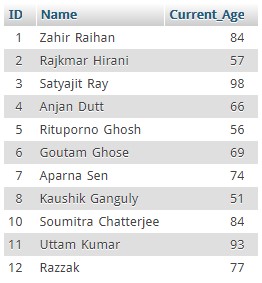 ID Name Current_Age
1 Zahir Raihan 84
2 Rajkmar Hirani 57
3 Satyajit Ray 98
4 Anjan Dutt 66
5 Rituporno Ghosh 56
6 Goutam Ghose 69
7 Aparna Sen 74
8 Kaushik Ganguly 51
10 Soumitra Chatterjee 84
11 Uttam Kumar 93
12 Razzak 77